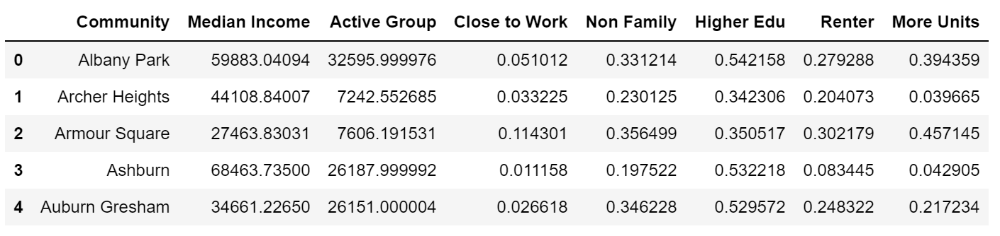 Community Median Income Active Group Close to Work Non Family Higher Edu Renter More Units
0 Albany Park 59883.04094 32595.999976 0.051012 0.331214 0.542158 0.279288 0.394359
1 Archer Heights 44108.84007 7242.552685 0.033225 0.230125 0.342306 0.204073 0.039665
2 Armour Square 27463.83031 7606.191531 0.114301 0.356499 0.350517 0.302179 0.457145
3 Ashburn 68463.73500 26187.999992 0.011158 0.197522 0.532218 0.083445 0.042905
4 Auburn Gresham 34661.22650 26151.000004 0.026618 0.346228 0.529572 0.248322 0.217234